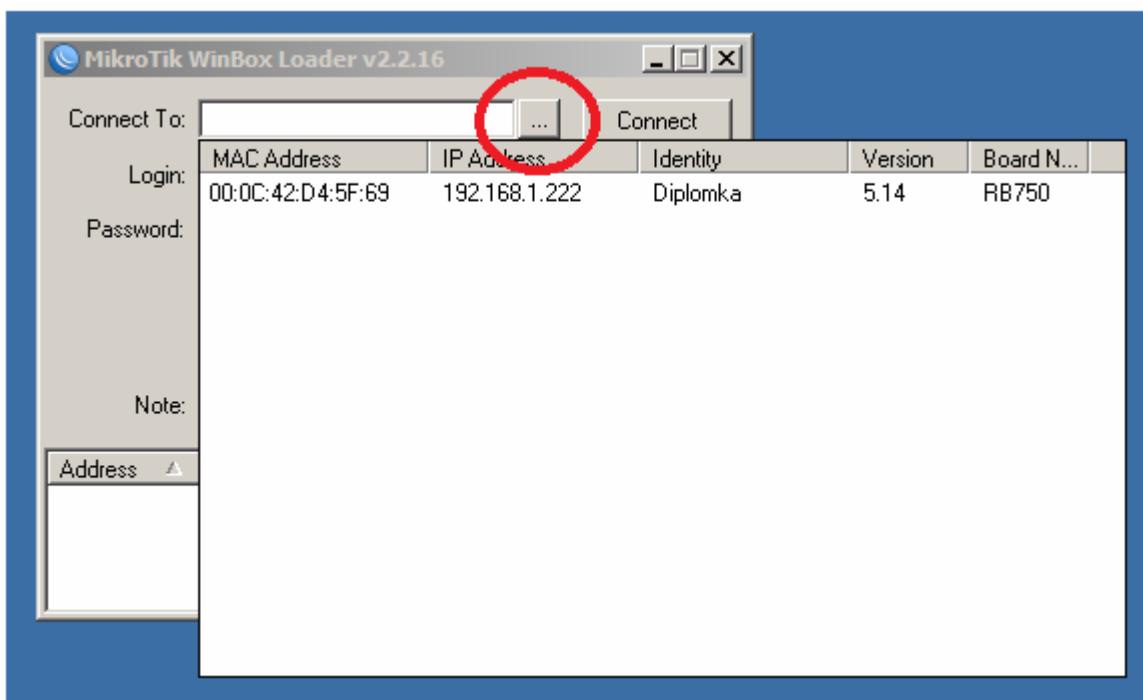 MikroTik WinBox Loader v2.2.16
Connect To: ... Connect
MAC Address IP Address Identity Version Board N...
Login:
00:0C:42:D4:5F:69 192.168.1.222 Diplomka 5.14 RB750
Password:
Note:
Address